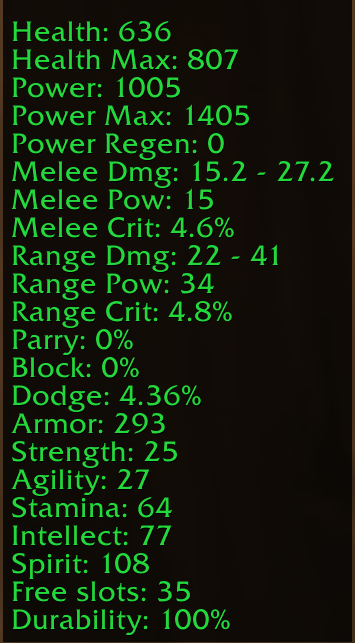 Health: 636
Health Max: 807
Power: 1005
Power Max: 1405
Power Regen: 0
Melee Dmg: 15.2 - 27.2
Melee Pow: 15
Melee Crit: 4.6%
Range Dmg: 22 - 41
Range Pow: 34
Range Crit: 4.8%
Parry: 0%
Block: 0%
Dodge: 4.36%
Armor: 293
Strength: 25
Agility: 27
Stamina: 64
Intellect: 77
Spirit: 108
Free slots: 35
Durability: 100%